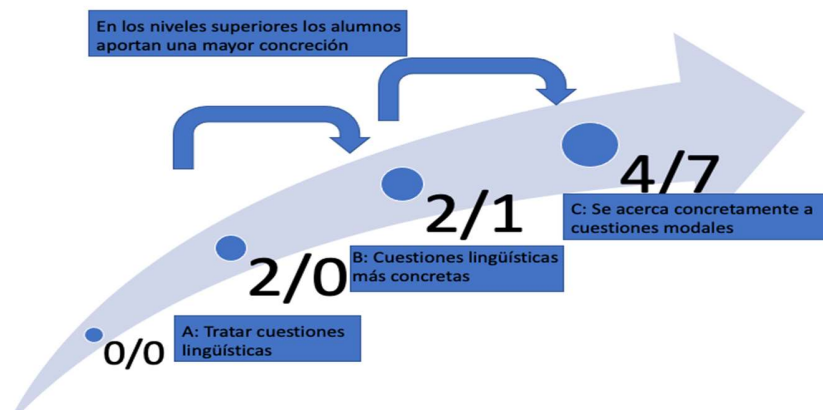 En los niveles superiores los alumnos
aportan una mayor concreción
4/7
C: Se acerca concretamente a
cuestiones modales
2/1
B: Cuestiones lingüísticas
más concretas
2/0
A: Tratar cuestiones
lingüísticas
0/0